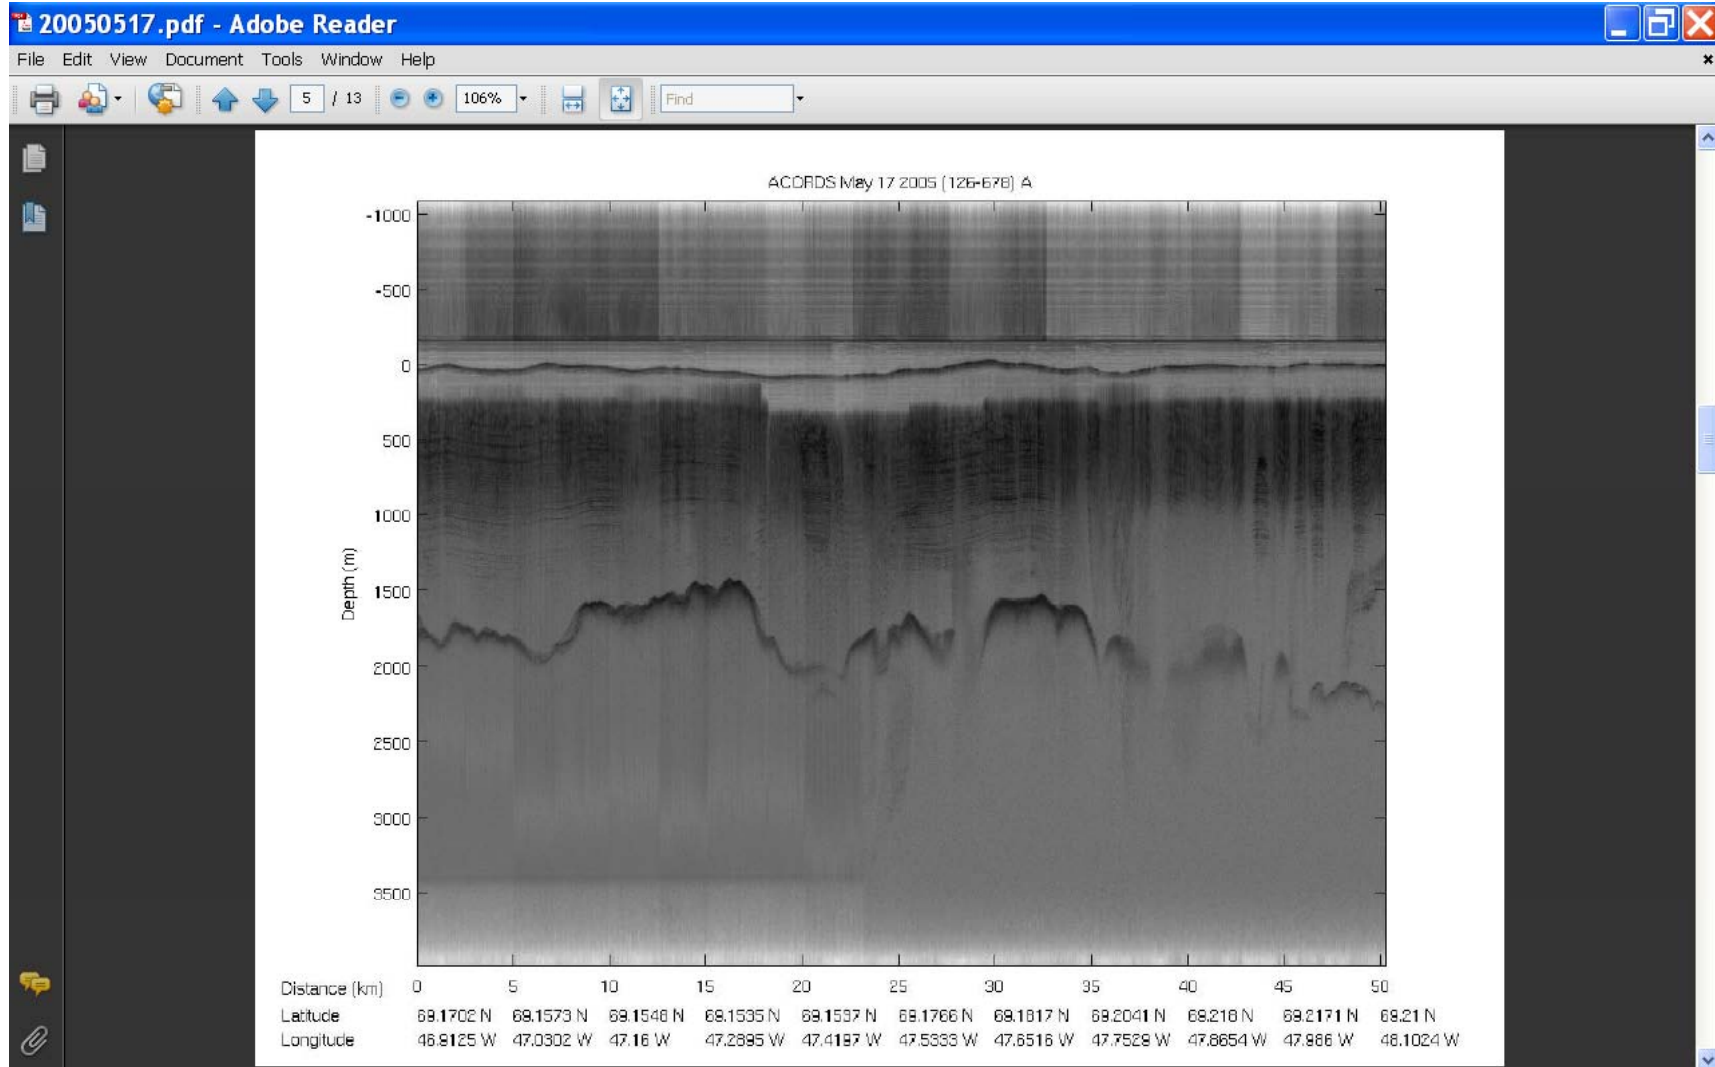 20050517.pdf - Adobe Reader
File Edit View Document Tools Window Help
5 / 13 106% Find
ACORDS May 17 2005 (126-678) A
-1000
-500
0
500
1000
1500
2000
2500
3000
3500
Depth (m)
Distance (km) 0 5 10 15 20 25 30 35 40 45 50
Latitude 69.1702 N 69.1573 N 69.1548 N 69.1535 N 69.1537 N 69.1766 N 69.1817 N 69.2041 N 69.218 N 69.2171 N 69.21 N
Longitude 46.9125 W 47.0302 W 47.16 W 47.2895 W 47.4197 W 47.5333 W 47.6516 W 47.7529 W 47.8654 W 47.986 W 48.1024 W